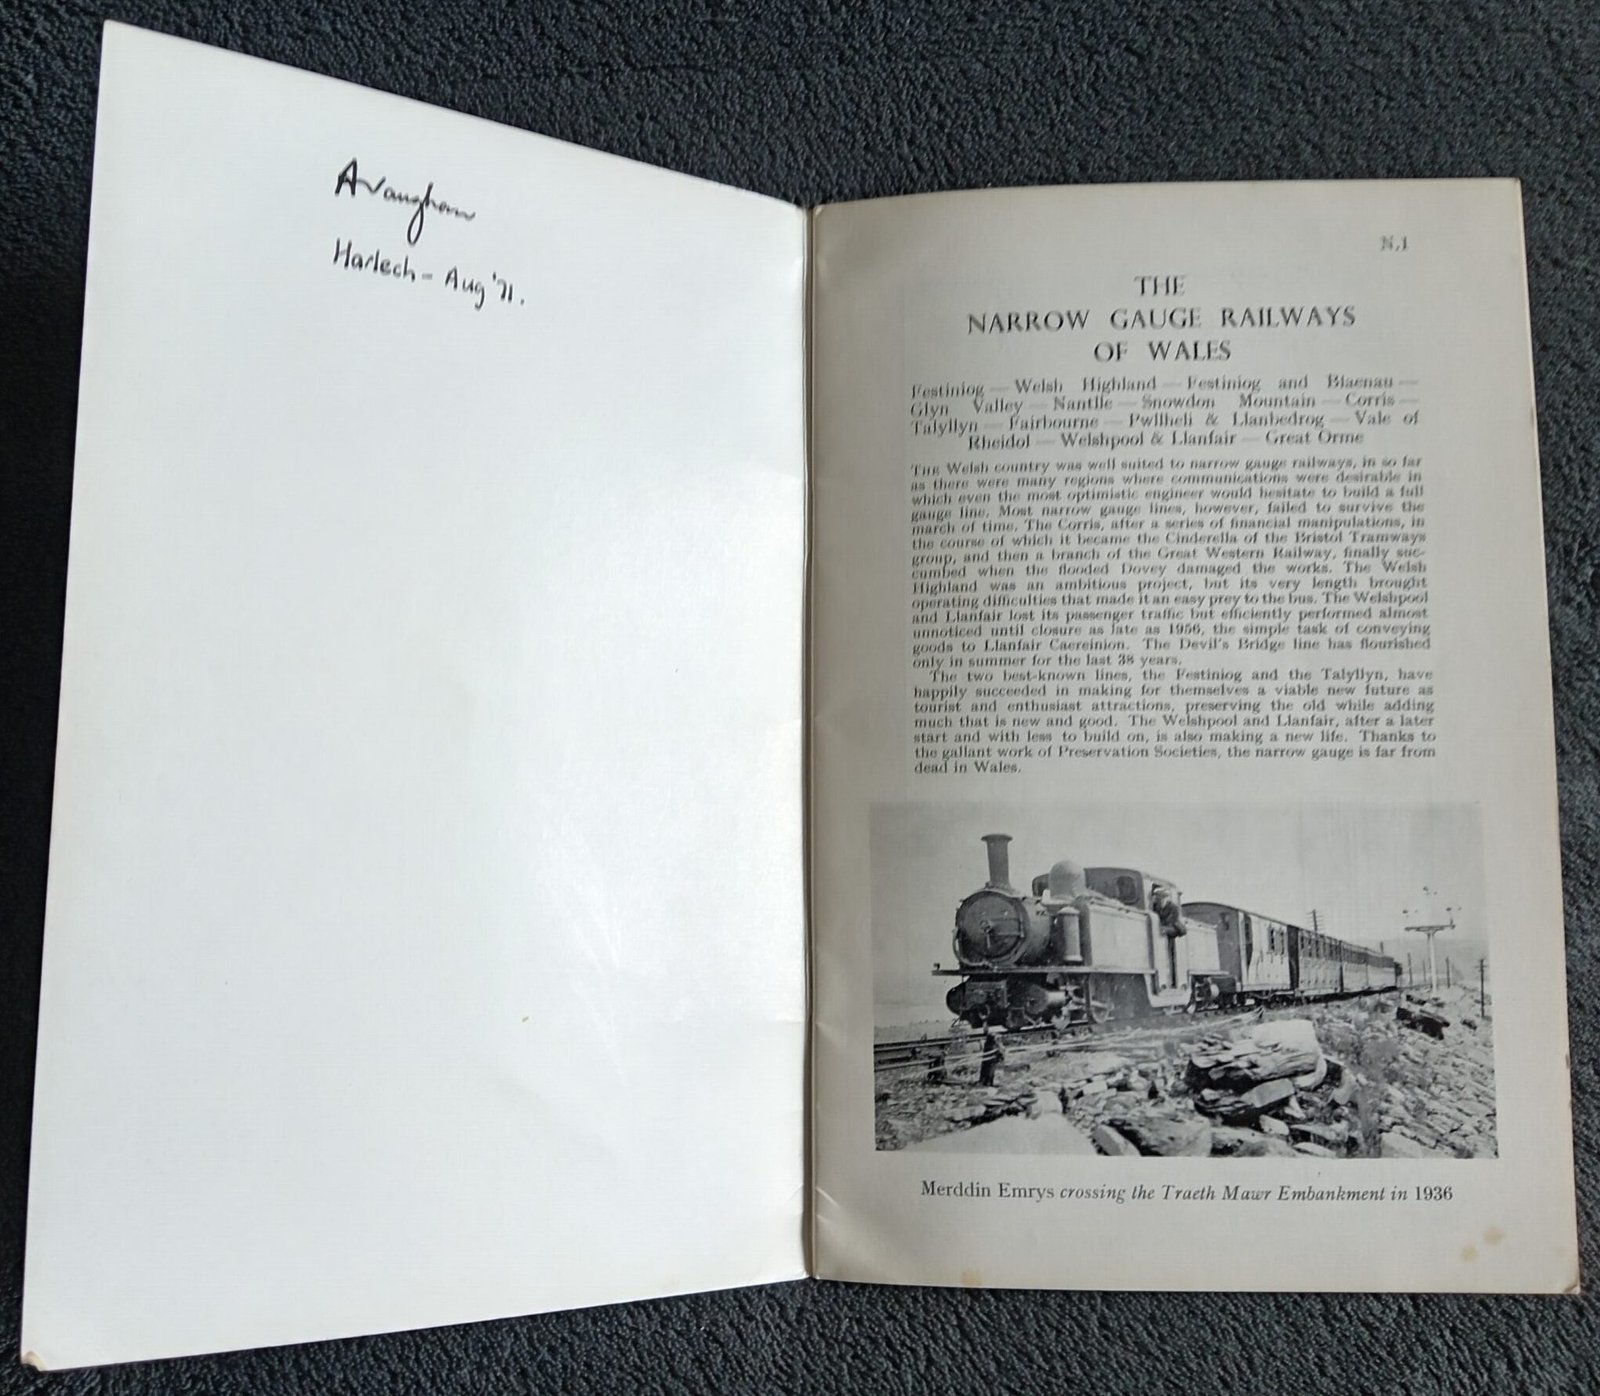 AVaughan
Harlech - Aug '71.
N.1
THE
NARROW GAUGE RAILWAYS
OF WALES
Festiniog — Welsh Highland — Festiniog and Blaenau —
Glyn Valley — Nantlle — Snowdon Mountain — Corris —
Talyllyn — Fairbourne — Pwllheli & Llanbedrog — Vale of
Rheidol — Welshpool & Llanfair — Great Orme
THE Welsh country was well suited to narrow gauge railways, in so far
as there were many regions where communications were desirable in
which even the most optimistic engineer would hesitate to build a full
gauge line. Most narrow gauge lines, however, failed to survive the
march of time. The Corris, after a series of financial manipulations, in
the course of which it became the Cinderella of the Bristol Tramways
group, and then a branch of the Great Western Railway, finally suc-
cumbed when the flooded Dovey damaged the works. The Welsh
Highland was an ambitious project, but its very length brought
operating difficulties that made it an easy prey to the bus. The Welshpool
and Llanfair lost its passenger traffic but efficiently performed almost
unnoticed until closure as late as 1956, the simple task of conveying
goods to Llanfair Caereinion. The Devil's Bridge line has flourished
only in summer for the last 38 years.
The two best-known lines, the Festiniog and the Talyllyn, have
happily succeeded in making for themselves a viable new future as
tourist and enthusiast attractions, preserving the old while adding
much that is new and good. The Welshpool and Llanfair, after a later
start and with less to build on, is also making a new life. Thanks to
the gallant work of Preservation Societies, the narrow gauge is far from
dead in Wales.
Merddin Emrys crossing the Traeth Mawr Embankment in 1936